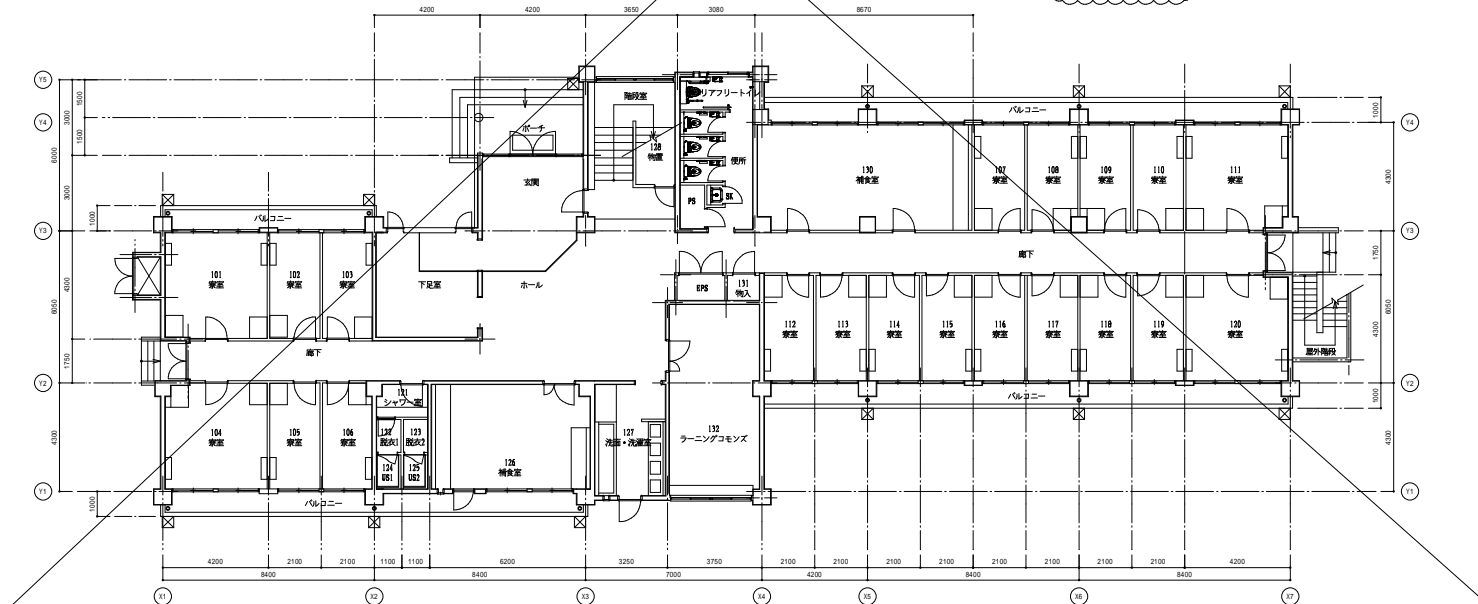 4200 4200 3650 3080 8670
Y5
Y4
Y3
Y2
Y1
1500
3000
1500
6000
3000
1000
4300
6050
1750
4300
1000
階段室
ポーチ
128
物置
玄関
便所
SK
PS
バルコニー
130
補食室
107
寮室
108
寮室
109
寮室
110
寮室
111
寮室
1000
4300
Y4
Y3
バルコニー
101
寮室
102
寮室
103
寮室
下足室
ホール
EPS
131
物入
廊下
1750
6050
4300
1000
4300
Y2
Y1
112
寮室
113
寮室
114
寮室
115
寮室
116
寮室
117
寮室
118
寮室
119
寮室
120
寮室
屋外階段
バルコニー
廊下
104
寮室
105
寮室
106
寮室
121
シャワー室
122
脱衣1
123
脱衣2
124
US1
125
US2
126
補食室
127
洗面・洗濯室
132
ラーニングコモンズ
バルコニー
4200 2100 2100 1100 1100 6200 3250 3750 2100 2100 2100 2100 2100 2100 2100 2100 4200
8400 8400 7000 4200 8400 8400
X1 X2 X3 X4 X5 X6 X7